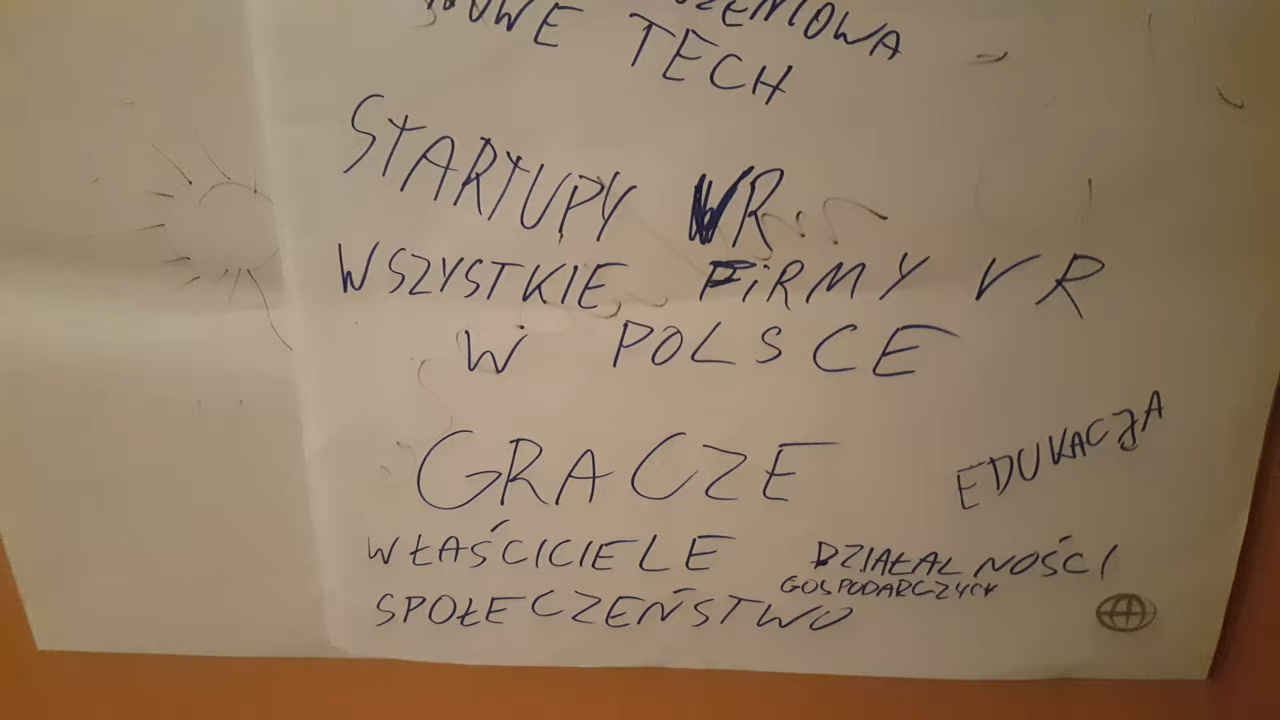 TECH
STARTUPY VR
WSZYSTKIE FIRMY VR
W POLSCE
GRACZE
EDUKACJA
WŁAŚCICIELE DZIAŁALNOŚCI
GOSPODARCZYCH
SPOŁECZEŃSTWO